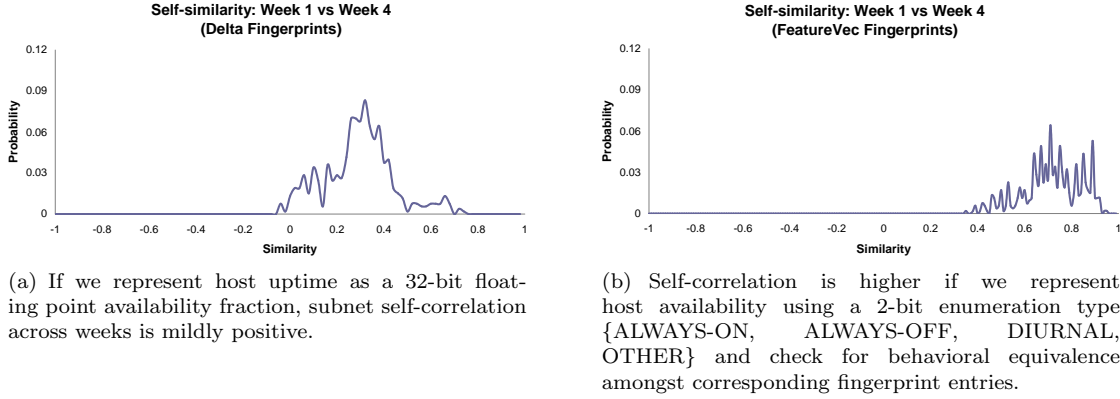 Self-similarity: Week 1 vs Week 4
(Delta Fingerprints)
0.12
0.09
0.06
0.03
0
Probability
-1
-0.8
-0.6
-0.4
-0.2
0
0.2
0.4
0.6
0.8
1
Similarity
(a) If we represent host uptime as a 32-bit float-
ing point availability fraction, subnet self-correlation
across weeks is mildly positive.
Self-similarity: Week 1 vs Week 4
(FeatureVec Fingerprints)
0.12
0.09
0.06
0.03
0
Probability
-1
-0.8
-0.6
-0.4
-0.2
0
0.2
0.4
0.6
0.8
1
Similarity
(b) Self-correlation is higher if we represent
host availability using a 2-bit enumeration type
{ALWAYS-ON, ALWAYS-OFF, DIURNAL,
OTHER} and check for behavioral equivalence
amongst corresponding fingerprint entries.